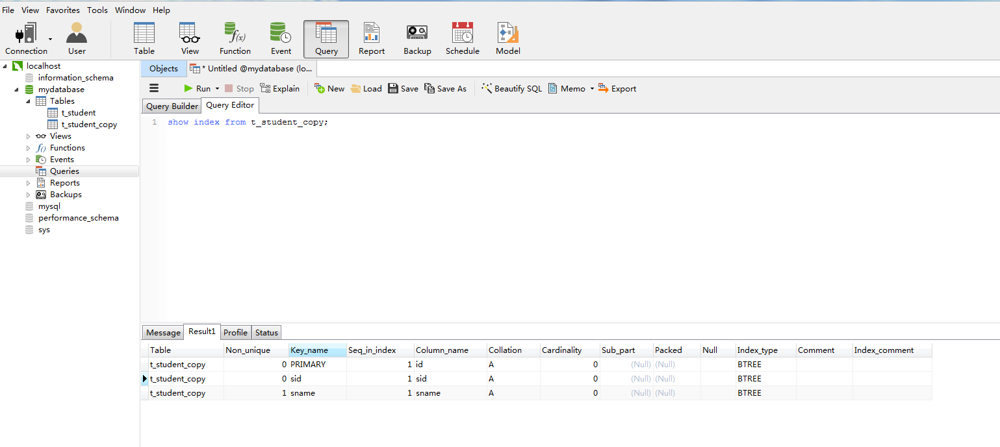 File View Favorites Tools Window Help
Connection User Table View Function Event Query Report Backup Schedule Model
localhost
information_schema
mydatabase
Tables
t_student
t_student_copy
Views
Functions
Events
Queries
Reports
Backups
mysql
performance_schema
sys
Objects * Untitled @mydatabase (lo...
Run Stop Explain New Load Save Save As Beautify SQL Memo Export
Query Builder Query Editor
1 show index from t_student_copy;
Message Result1 Profile Status
Table Non_unique Key_name Seq_in_index Column_name Collation Cardinality Sub_part Packed Null Index_type Comment Index_comment
t_student_copy 0 PRIMARY 1 id A 0 (Null) (Null) BTREE
t_student_copy 0 sid 1 sid A 0 (Null) (Null) BTREE
t_student_copy 1 sname 1 sname A 0 (Null) (Null) BTREE